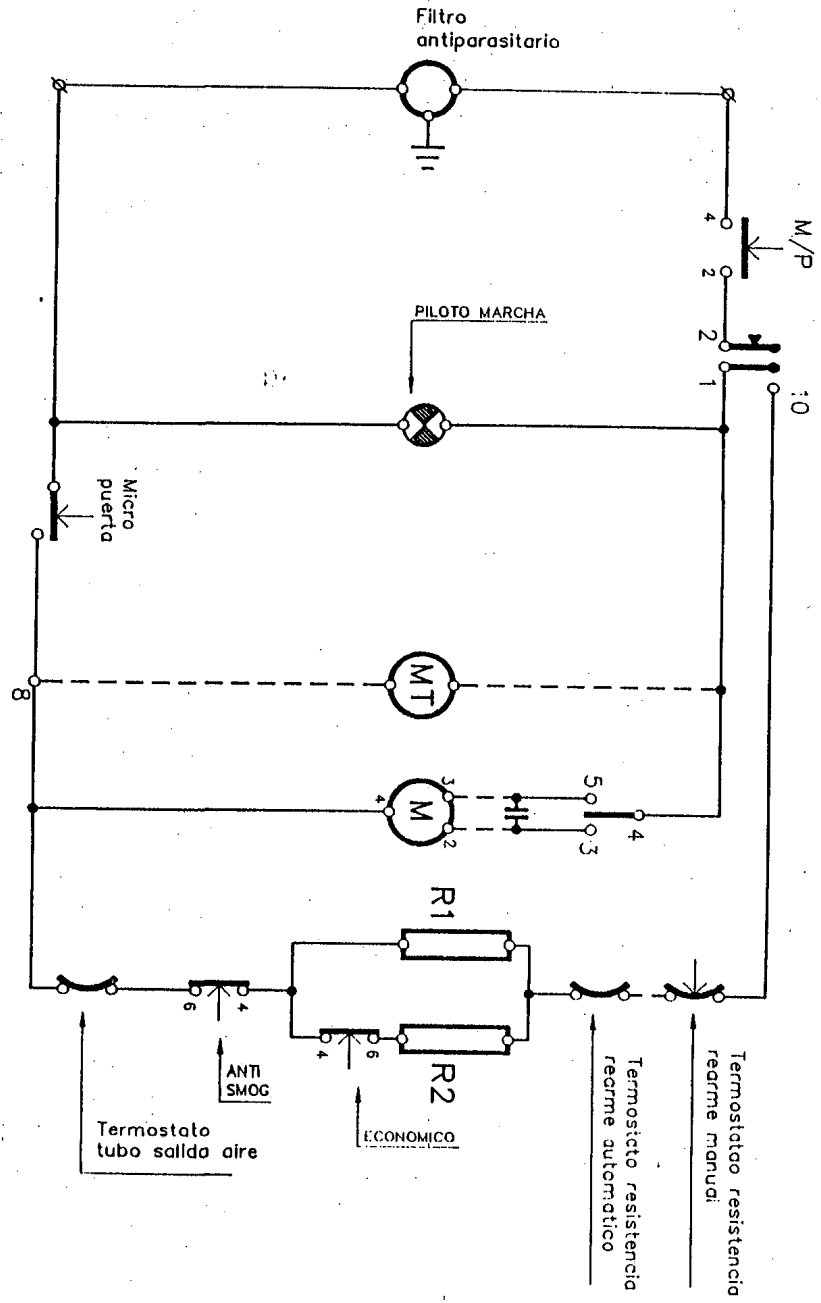 Filtro
antiparasitario
M/P
4
2
2
1
10
PILOTO MARCHA
Micro
puerta
8
MT
M
3
2
4
5
4
3
R1
R2
6
4
4
6
ANTI
SMOG
ECONOMICO
Termostato
tubo salida aire
Termosicto resistencia
rearme automatico
Termostatao resistencia
rearme manual